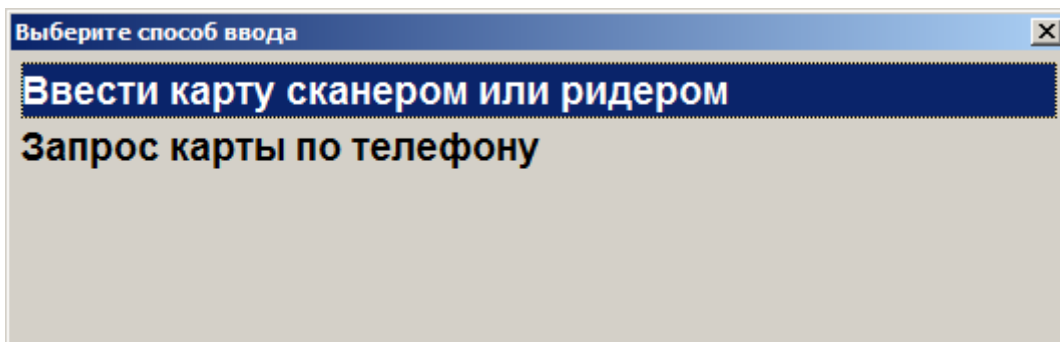 Выберите способ ввода
Ввести карту сканером или ридером
Запрос карты по телефону